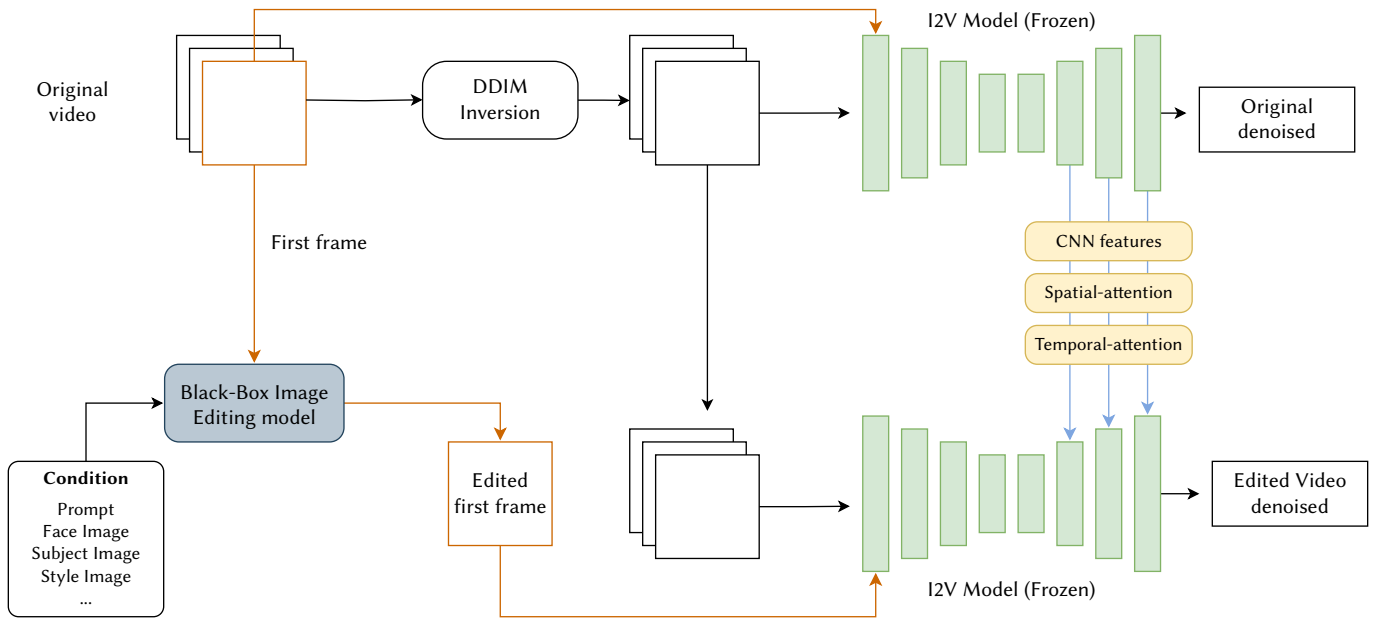 I2V Model (Frozen)
Original
video
DDIM
Inversion
Original
denoised
First frame
CNN features
Spatial-attention
Temporal-attention
Black-Box Image
Editing model
Condition
Prompt
Face Image
Subject Image
Style Image
...
Edited
first frame
Edited Video
denoised
I2V Model (Frozen)